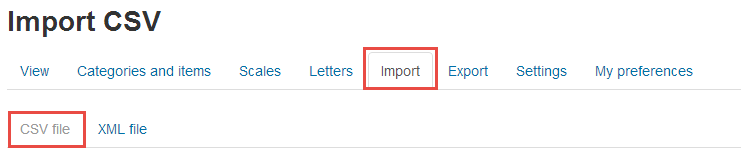 Import CSV
View Categories and items Scales Letters Import Export Settings My preferences
CSV file XML file